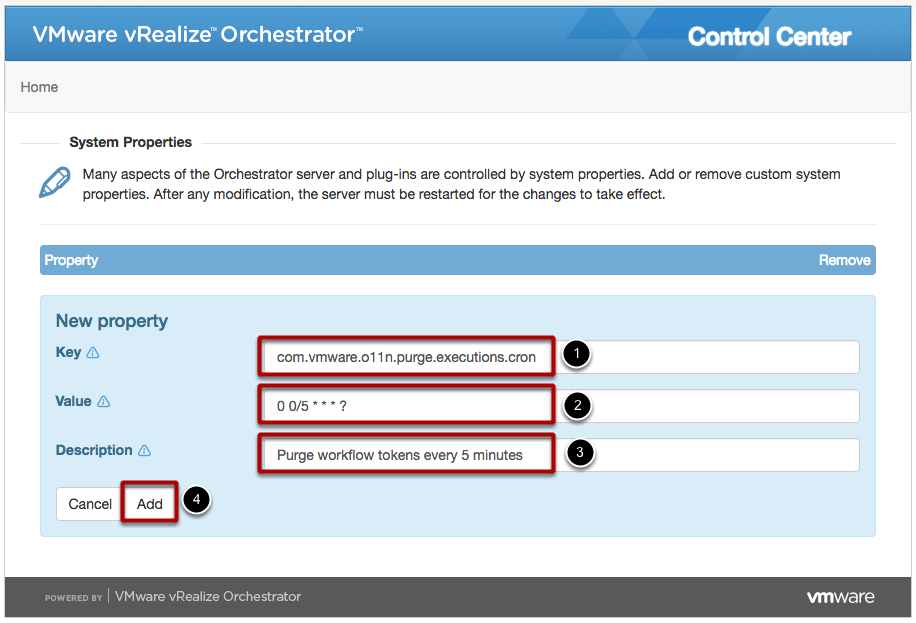 VMware vRealize™ Orchestrator™ Control Center
Home
System Properties
Many aspects of the Orchestrator server and plug-ins are controlled by system properties. Add or remove custom system
properties. After any modification, the server must be restarted for the changes to take effect.
Property Remove
New property
Key com.vmware.o11n.purge.executions.cron 1
Value 0 0/5 * * * ? 2
Description Purge workflow tokens every 5 minutes 3
Cancel Add 4
POWERED BY | VMware vRealize Orchestrator vmware